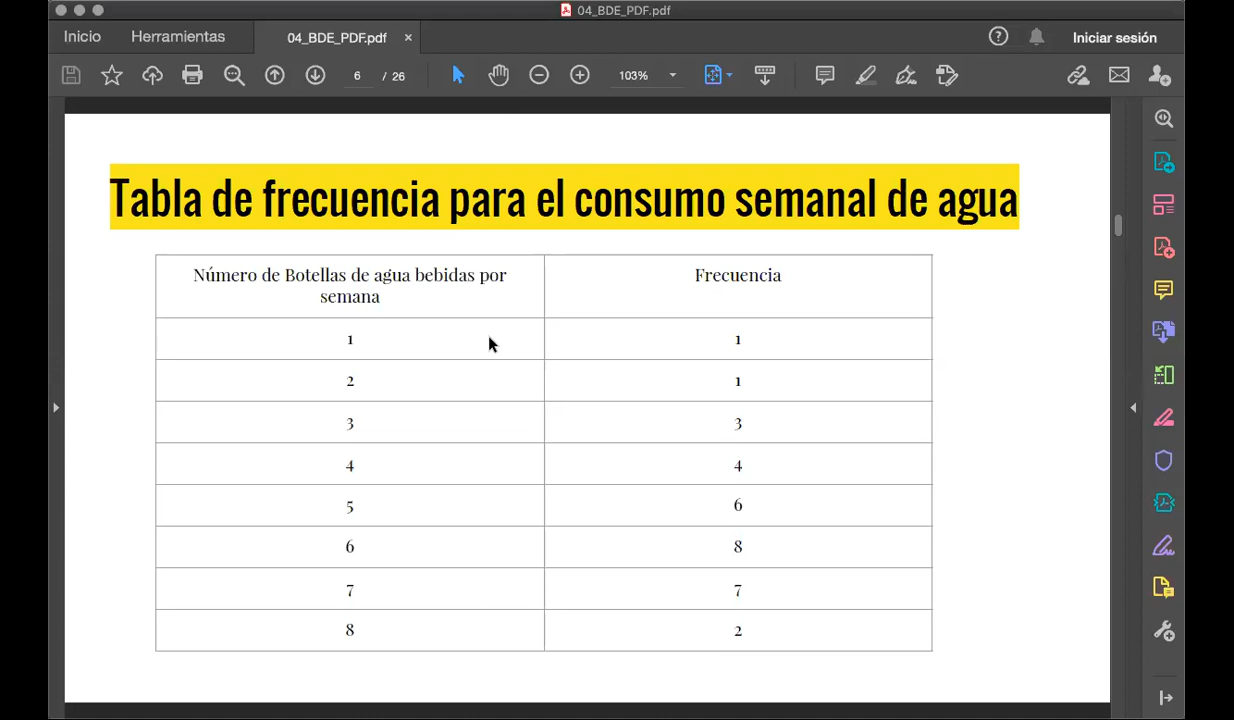 04_BDE_PDF.pdf
Inicio
Herramientas
04_BDE_PDF.pdf
Iniciar sesión
6 / 26
103%
Tabla de frecuencia para el consumo semanal de agua
Número de Botellas de agua bebidas por
semana
Frecuencia
1 1
2 1
3 3
4 4
5 6
6 8
7 7
8 2